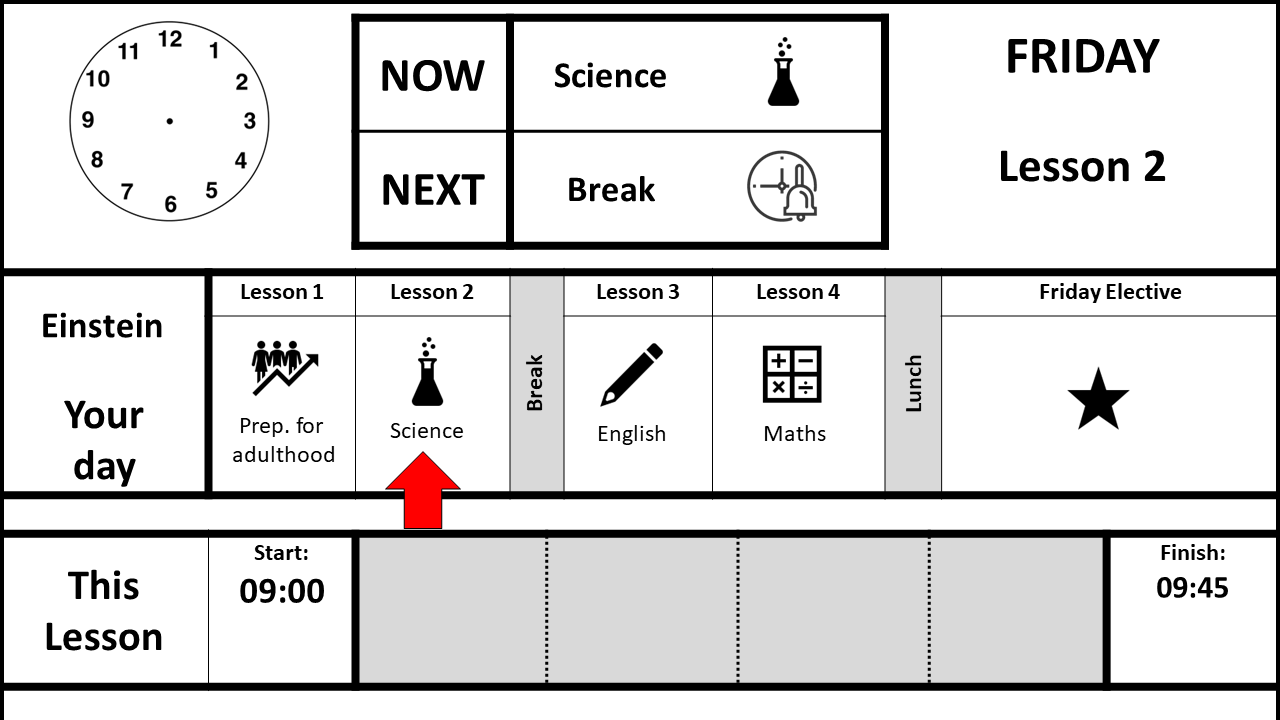 12
11
1
10
2
9
3
8
4
7
5
6
NOW
Science
NEXT
Break
FRIDAY
Lesson 2
Einstein
Your
day
Lesson 1
Prep. for
adulthood
Lesson 2
Science
Break
Lesson 3
English
Lesson 4
Maths
Lunch
Friday Elective
This
Lesson
Start:
09:00
Finish:
09:45